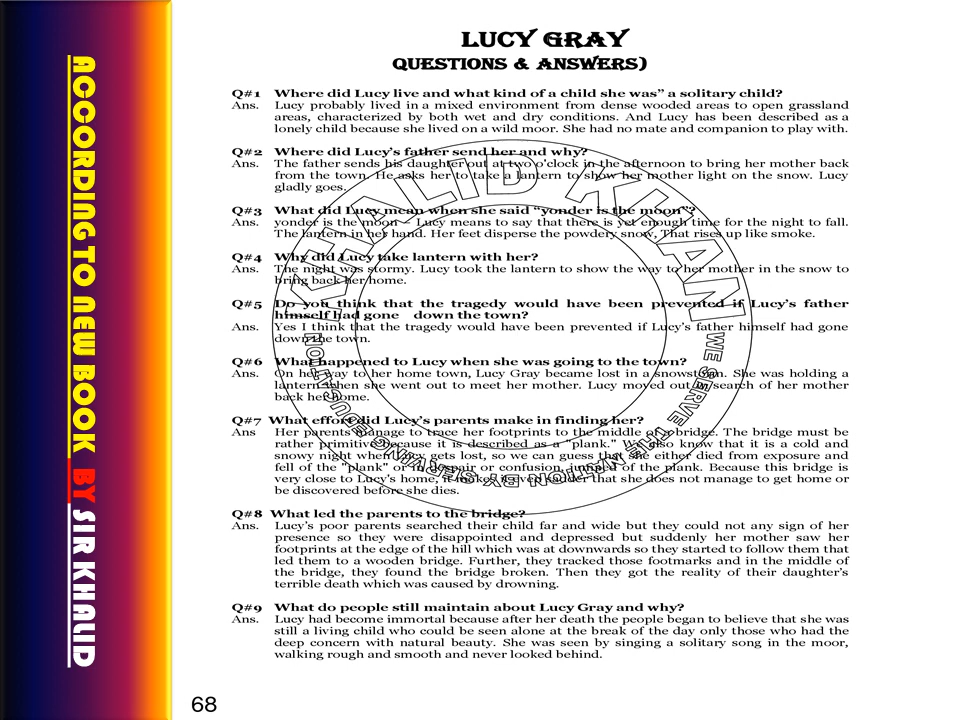 ACCORDING TO NEW BOOK BY SIR KHALID
LUCY GRAY
QUESTIONS & ANSWERS)
Q#1 Where did Lucy live and what kind of a child she was” a solitary child?
Ans. Lucy probably lived in a mixed environment from dense wooded areas to open grassland
areas, characterized by both wet and dry conditions. And Lucy has been described as a
lonely child because she lived on a wild moor. She had no mate and companion to play with.
Q#2 Where did Lucy’s father send her and why?
Ans. The father sends his daughter out at two o’clock in the afternoon to bring her mother back
from the town. He asks her to take a lantern to show her mother light on the snow. Lucy
gladly goes.
Q#3 What did Lucy mean when she said “yonder is the moon”?
Ans. yonder is the moon – Lucy means to say that there is yet enough time for the night to fall.
The lantern in her hand. Her feet disperse the powdery snow, That rises up like smoke.
Q#4 Why did Lucy take lantern with her?
Ans. The night was stormy. Lucy took the lantern to show the way to her mother in the snow to
bring back her home.
Q#5 Do you think that the tragedy would have been prevented if Lucy’s father
himself had gone down the town?
Ans. Yes I think that the tragedy would have been prevented if Lucy’s father himself had gone
down the town.
Q#6 What happened to Lucy when she was going to the town?
Ans. On her way to her home town, Lucy Gray became lost in a snowstorm. She was holding a
lantern when she went out to meet her mother. Lucy moved out in search of her mother
back her home.
Q#7 What effort did Lucy’s parents make in finding her?
Ans Her parents manage to trace her footprints to the middle of a bridge. The bridge must be
rather primitive because it is described as a "plank." We also know that it is a cold and
snowy night when Lucy gets lost, so we can guess that she either died from exposure and
fell of the "plank" or in despair or confusion, jumped of the plank. Because this bridge is
very close to Lucy’s home, it makes it even sadder that she does not manage to get home or
be discovered before she dies.
Q#8 What led the parents to the bridge?
Ans. Lucy’s poor parents searched their child far and wide but they could not any sign of her
presence so they were disappointed and depressed but suddenly her mother saw her
footprints at the edge of the hill which was at downwards so they started to follow them that
led them to a wooden bridge. Further, they tracked those footmarks and in the middle of
the bridge, they found the bridge broken. Then they got the reality of their daughter’s
terrible death which was caused by drowning.
Q#9 What do people still maintain about Lucy Gray and why?
Ans. Lucy had become immortal because after her death the people began to believe that she was
still a living child who could be seen alone at the break of the day only those who had the
deep concern with natural beauty. She was seen by singing a solitary song in the moor,
walking rough and smooth and never looked behind.
KHALID KHAN
WE SERVE THE NATION BY SERVING EDUCATION
68